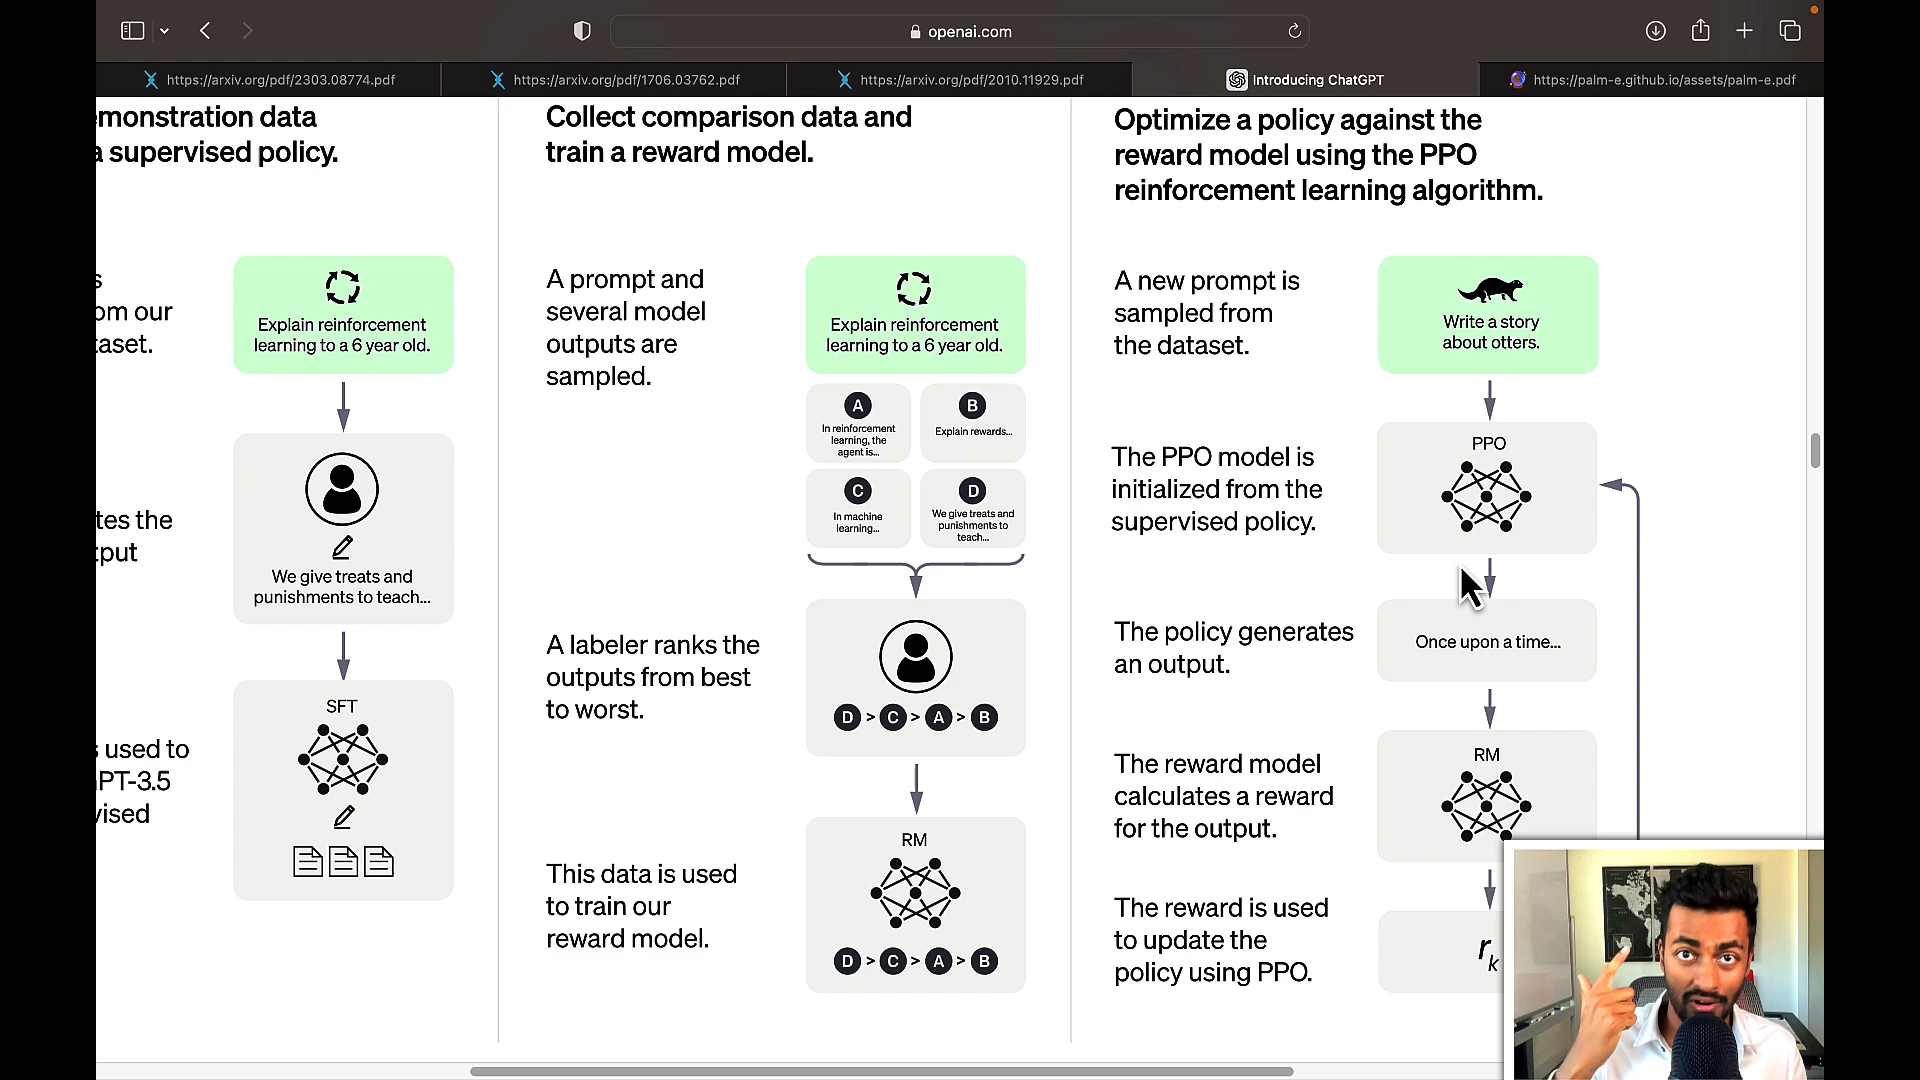 openai.com
https://arxiv.org/pdf/2303.08774.pdf
https://arxiv.org/pdf/1706.03762.pdf
https://arxiv.org/pdf/2010.11929.pdf
Introducing ChatGPT
https://palm-e.github.io/assets/palm-e.pdf
emonstration data
a supervised policy.
s
om our
taset.
Explain reinforcement
learning to a 6 year old.
tes the
tput
We give treats and
punishments to teach...
s used to
PT-3.5
vised
SFT
Collect comparison data and
train a reward model.
A prompt and
several model
outputs are
sampled.
Explain reinforcement
learning to a 6 year old.
A
In reinforcement
learning, the
agent is...
B
Explain rewards...
C
In machine
learning...
D
We give treats and
punishments to
teach...
A labeler ranks the
outputs from best
to worst.
D > C > A > B
This data is used
to train our
reward model.
RM
D > C > A > B
Optimize a policy against the
reward model using the PPO
reinforcement learning algorithm.
A new prompt is
sampled from
the dataset.
Write a story
about otters.
The PPO model is
initialized from the
supervised policy.
PPO
The policy generates
an output.
Once upon a time...
The reward model
calculates a reward
for the output.
RM
The reward is used
to update the
policy using PPO.
rk